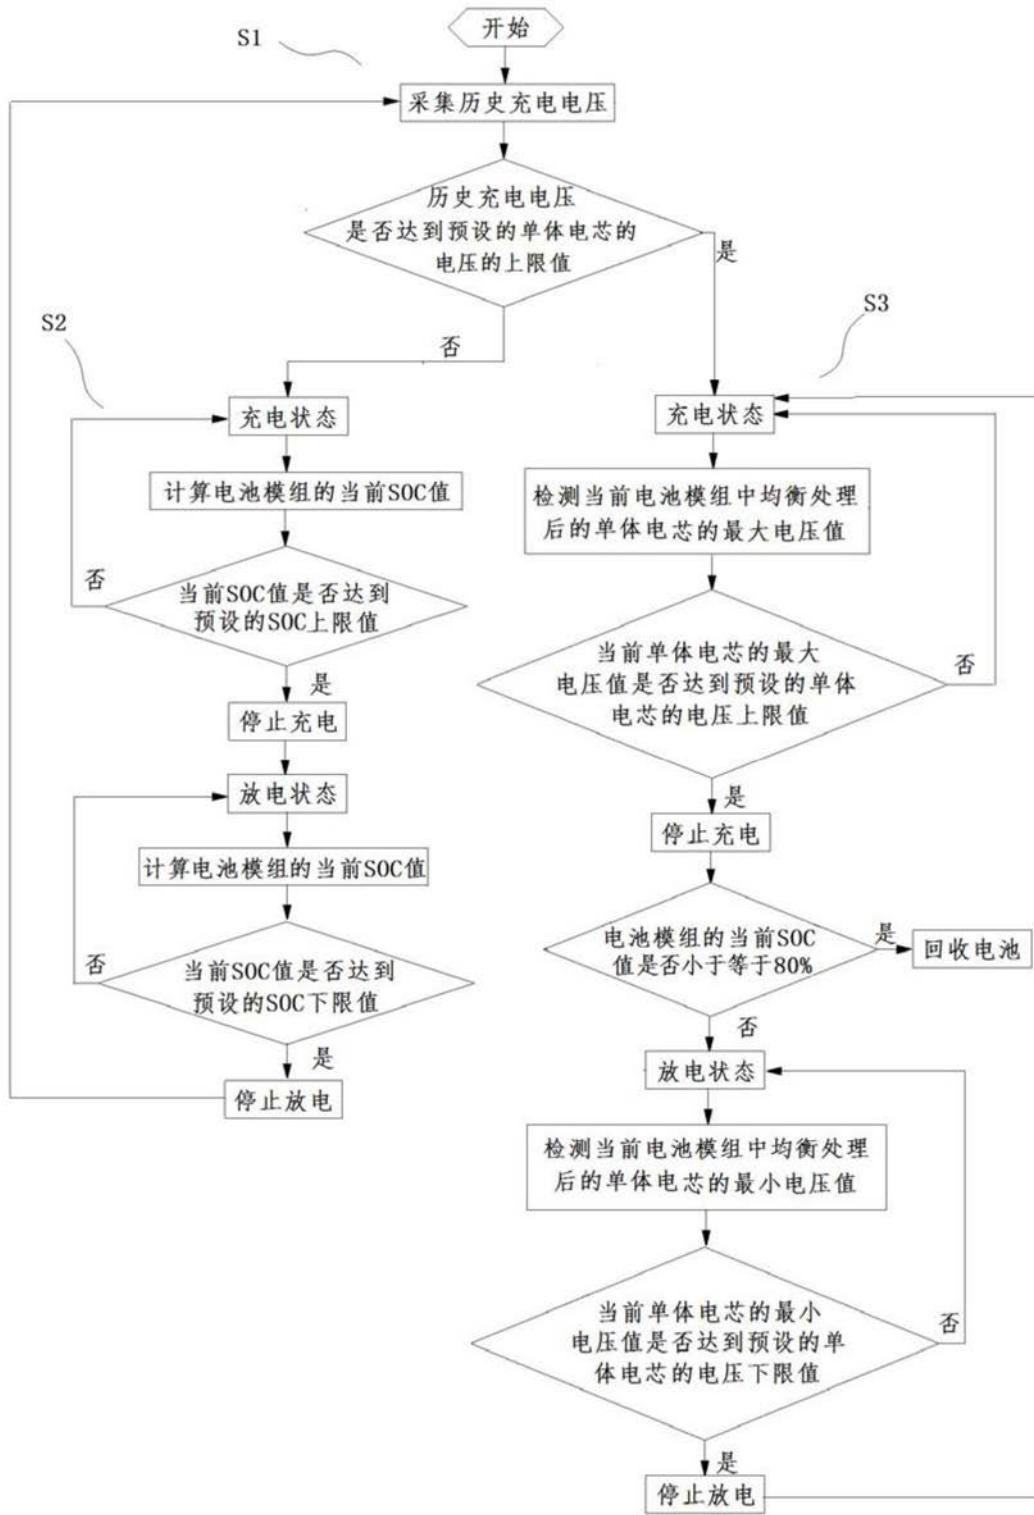 开始
S1
采集历史充电电压
历史充电电压
是否达到预设的单体电芯的
电压的上限值
是
否
S2
充电状态
计算电池模组的当前SOC值
当前SOC值是否达到
预设的SOC上限值
否
是
停止充电
放电状态
计算电池模组的当前SOC值
当前SOC值是否达到
预设的SOC下限值
否
是
停止放电
S3
充电状态
检测当前电池模组中均衡处理
后的单体电芯的最大电压值
当前单体电芯的最大
电压值是否达到预设的单体
电芯的电压上限值
否
是
停止充电
电池模组的当前SOC
值是否小于等于80%
是
回收电池
否
放电状态
检测当前电池模组中均衡处理
后的单体电芯的最小电压值
当前单体电芯的最小
电压值是否达到预设的单
体电芯的电压下限值
否
是
停止放电